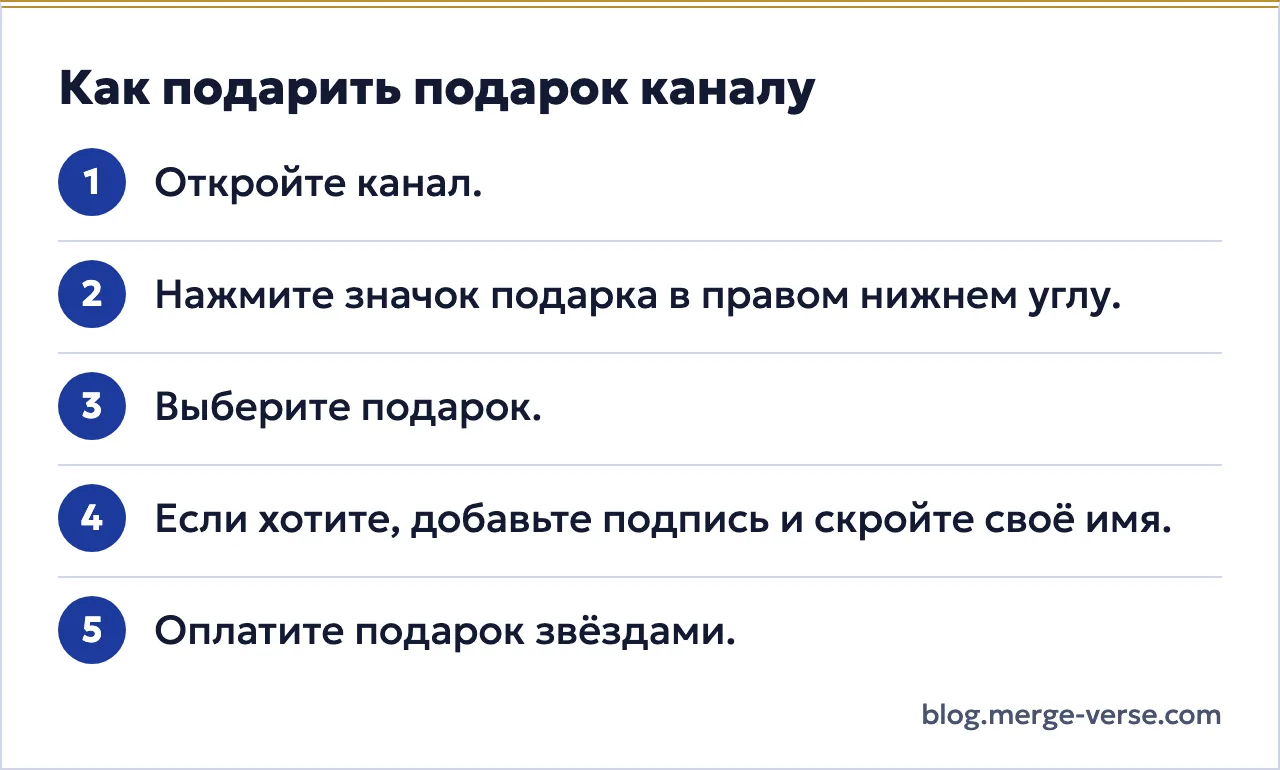 Как подарить подарок каналу
1 Откройте канал.
2 Нажмите значок подарка в правом нижнем углу.
3 Выберите подарок.
4 Если хотите, добавьте подпись и скройте своё имя.
5 Оплатите подарок звёздами.
blog.merge-verse.com